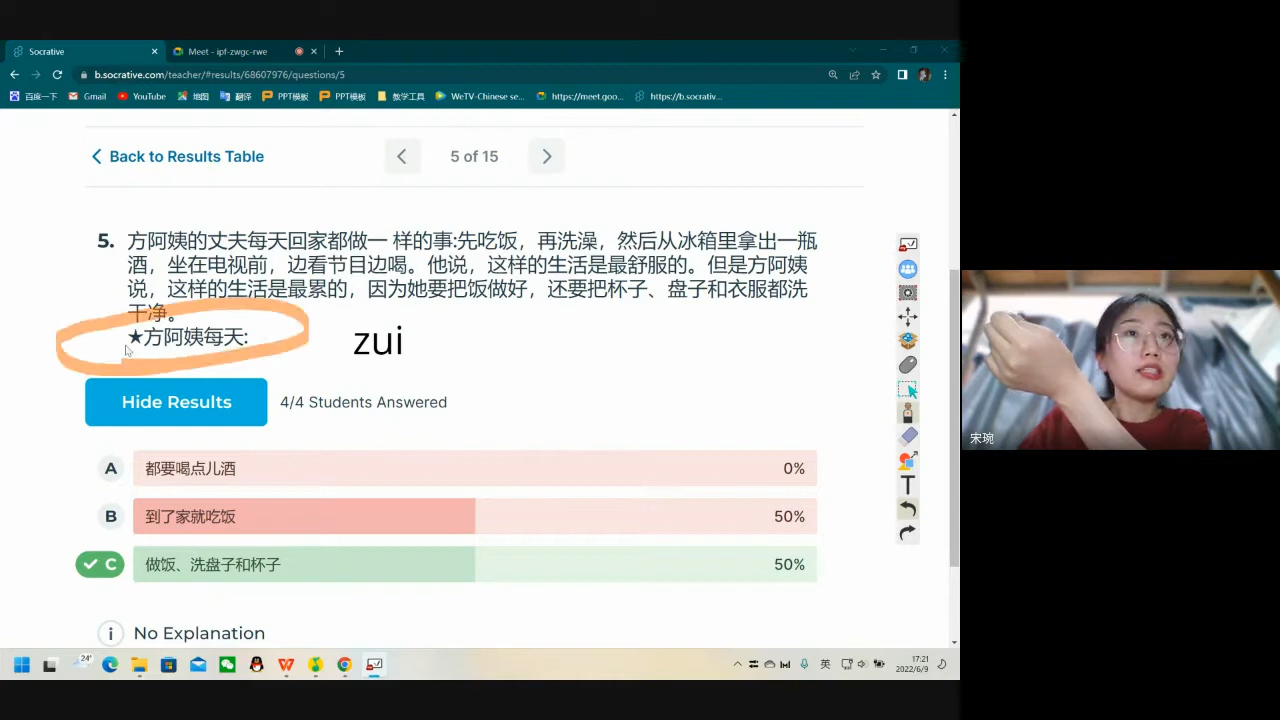 Socrative
Meet - ipf-zwgc-rwe
b.socrative.com/teacher/#results/68607976/questions/5
百度一下 Gmail YouTube 地图 翻译 PPT模板 PPT模板 教学工具 WeTV-Chinese se... https://meet.goo... https://b.socrativ...
Back to Results Table
5 of 15
5. 方阿姨的丈夫每天回家都做一 样的事:先吃饭，再洗澡，然后从冰箱里拿出一瓶
酒，坐在电视前，边看节目边喝。他说，这样的生活是最舒服的。但是方阿姨
说，这样的生活是最累的，因为她要把饭做好，还要把杯子、盘子和衣服都洗
干净。
★方阿姨每天:
zui
Hide Results 4/4 Students Answered
A 都要喝点儿酒 0%
B 到了家就吃饭 50%
C 做饭、洗盘子和杯子 50%
No Explanation
宋琬
T
24°
英
17:21
2022/6/9